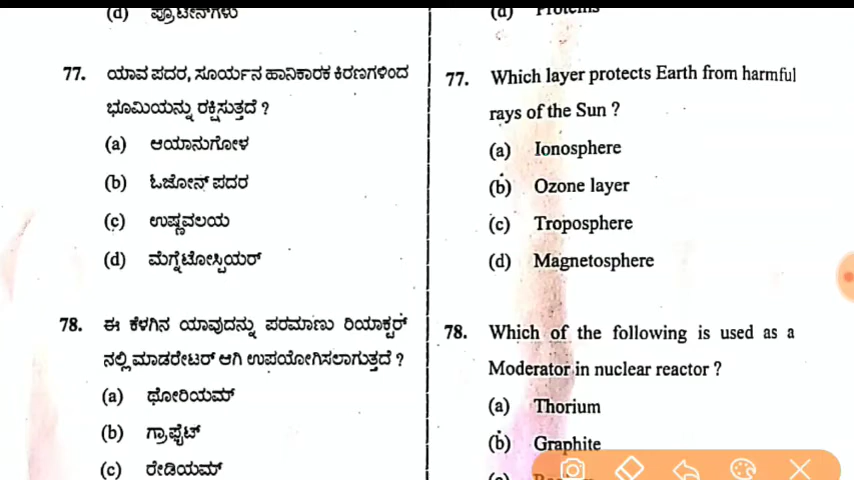 (d) ಪ್ರೊಟೀನ್‌ಗಳು
77. ಯಾವ ಪದರ, ಸೂರ್ಯನ ಹಾನಿಕಾರಕ ಕಿರಣಗಳಿಂದ
ಭೂಮಿಯನ್ನು ರಕ್ಷಿಸುತ್ತದೆ ?
(a) ಆಯಾನುಗೋಳ
(b) ಓಜೋನ್ ಪದರ
(c) ಉಷ್ಣವಲಯ
(d) ಮೆಗ್ನೆಟೋಸ್ಪಿಯರ್
78. ಈ ಕೆಳಗಿನ ಯಾವುದನ್ನು ಪರಮಾಣು ರಿಯಾಕ್ಟರ್
ನಲ್ಲಿ ಮಾಡರೇಟರ್ ಆಗಿ ಉಪಯೋಗಿಸಲಾಗುತ್ತದೆ ?
(a) ಥೋರಿಯಮ್
(b) ಗ್ರಾಫೈಟ್
(c) ರೇಡಿಯಮ್
(d) Proteins
77. Which layer protects Earth from harmful
rays of the Sun ?
(a) Ionosphere
(b) Ozone layer
(c) Troposphere
(d) Magnetosphere
78. Which of the following is used as a
Moderator in nuclear reactor ?
(a) Thorium
(b) Graphite